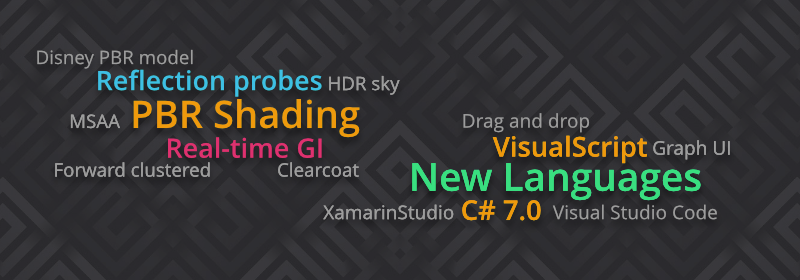 Disney PBR model
Reflection probes HDR sky
MSAA PBR Shading
Real-time GI
Forward clustered Clearcoat
Drag and drop
VisualScript Graph UI
New Languages
XamarinStudio C# 7.0 Visual Studio Code